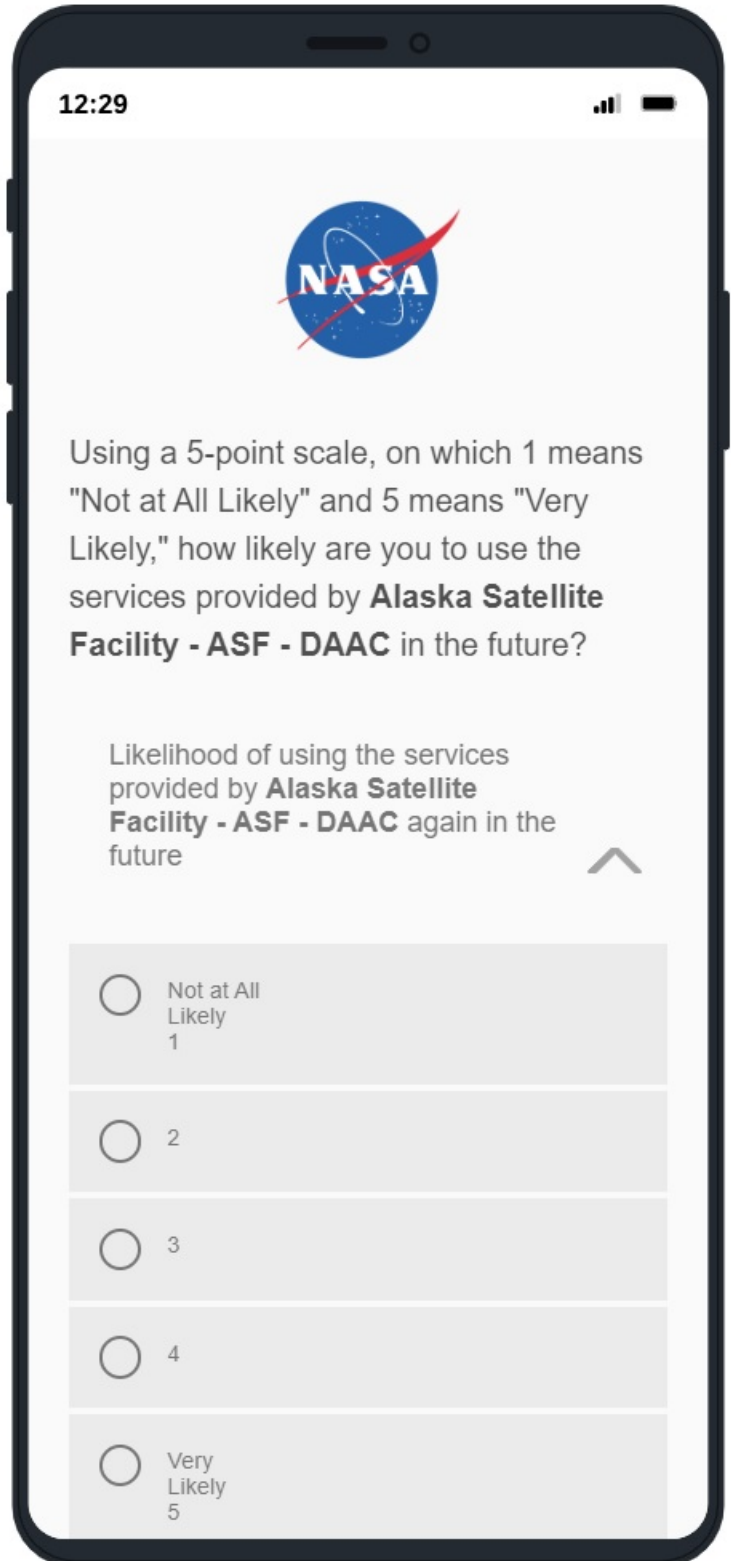 12:29
NASA
Using a 5-point scale, on which 1 means
"Not at All Likely" and 5 means "Very
Likely," how likely are you to use the
services provided by Alaska Satellite
Facility - ASF - DAAC in the future?
Likelihood of using the services
provided by Alaska Satellite
Facility - ASF - DAAC again in the
future
Not at All
Likely
1
2
3
4
Very
Likely
5